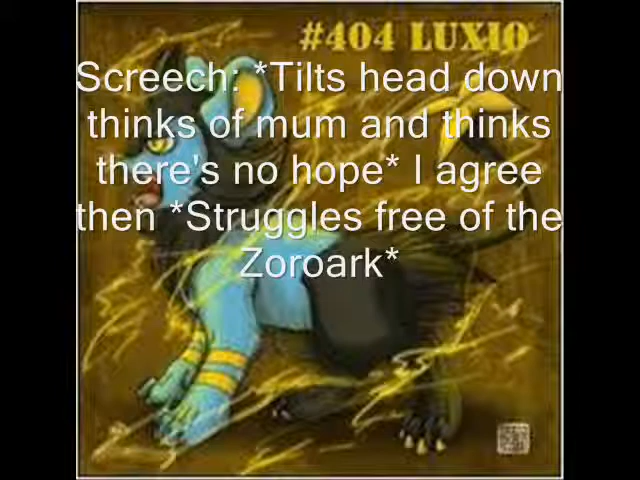 #404 LUXIO
Screech: *Tilts head down
thinks of mum and thinks
there's no hope* I agree
then *Struggles free of the
Zoroark*